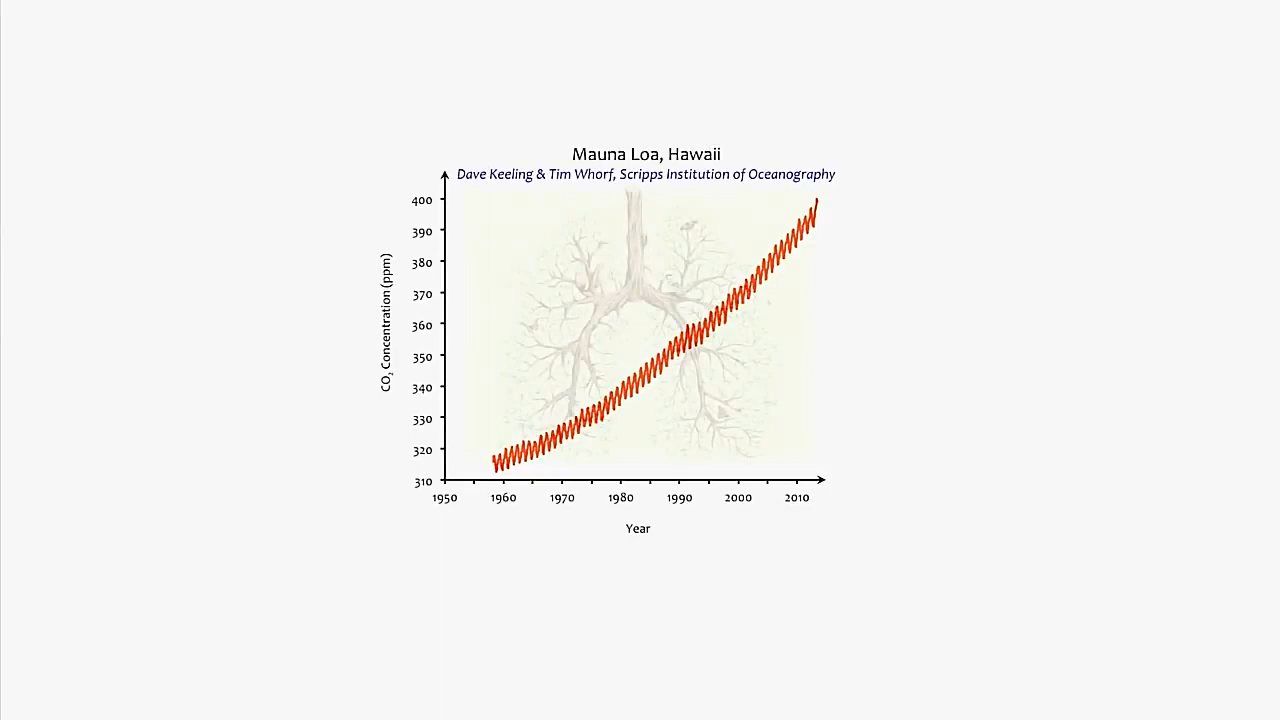 Mauna Loa, Hawaii
Dave Keeling & Tim Whorf, Scripps Institution of Oceanography
CO₂ Concentration (ppm)
400
390
380
370
360
350
340
330
320
310
1950 1960 1970 1980 1990 2000 2010
Year